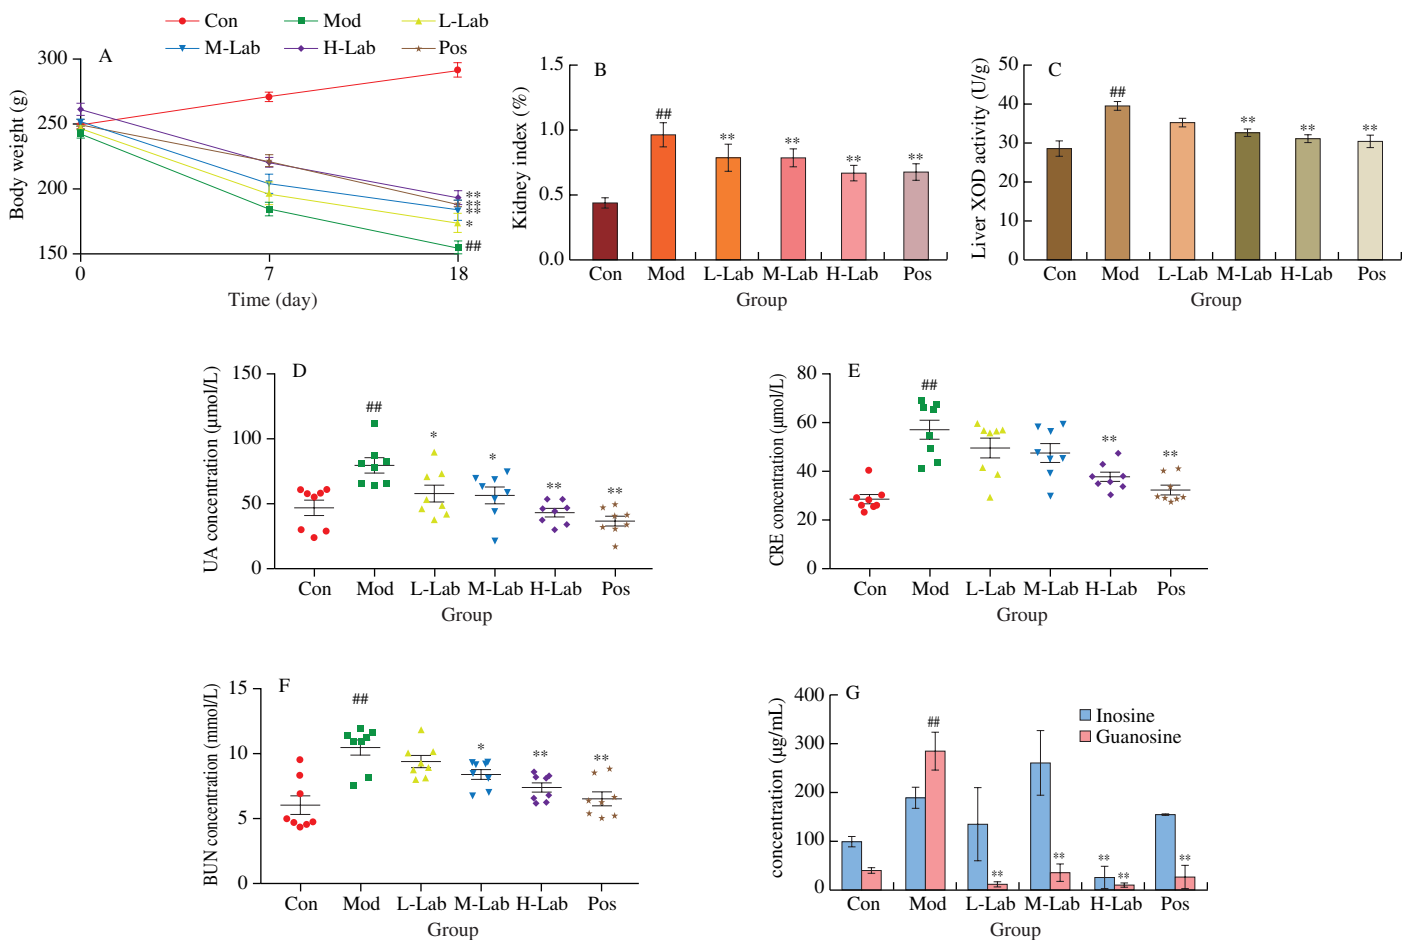 Con Mod L-Lab
M-Lab H-Lab Pos
A
300
250
200
150
Body weight (g)
**
**
**
*
##
0 7 18
Time (day)
B
1.5
1.0
0.5
0.0
Kidney index (%)
## ** ** ** **
Con Mod L-Lab M-Lab H-Lab Pos
Group
C
50
40
30
20
10
0
Liver XOD activity (U/g)
## ** ** **
Con Mod L-Lab M-Lab H-Lab Pos
Group
D
150
100
50
0
UA concentration (μmol/L)
## * * ** **
Con Mod L-Lab M-Lab H-Lab Pos
Group
E
80
60
40
20
0
CRE concentration (μmol/L)
## ** **
Con Mod L-Lab M-Lab H-Lab Pos
Group
F
15
10
5
0
BUN concentration (mmol/L)
## * ** **
Con Mod L-Lab M-Lab H-Lab Pos
Group
G
400
300
200
100
0
concentration (μg/mL)
Inosine
Guanosine
## ** ** ** ** **
Con Mod L-Lab M-Lab H-Lab Pos
Group